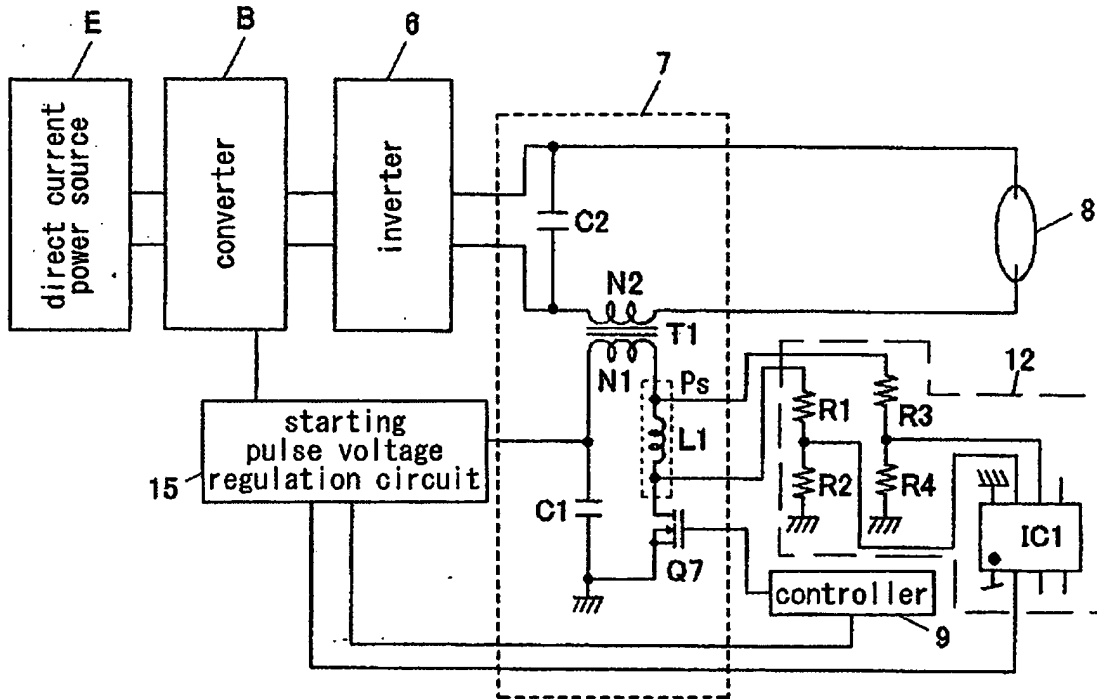 E
B
6
7
direct current
power source
converter
inverter
C2
8
N2
T1
N1
Ps
12
R1
R3
L1
starting
pulse voltage
regulation circuit
15
R2
R4
C1
IC1
Q7
controller
9